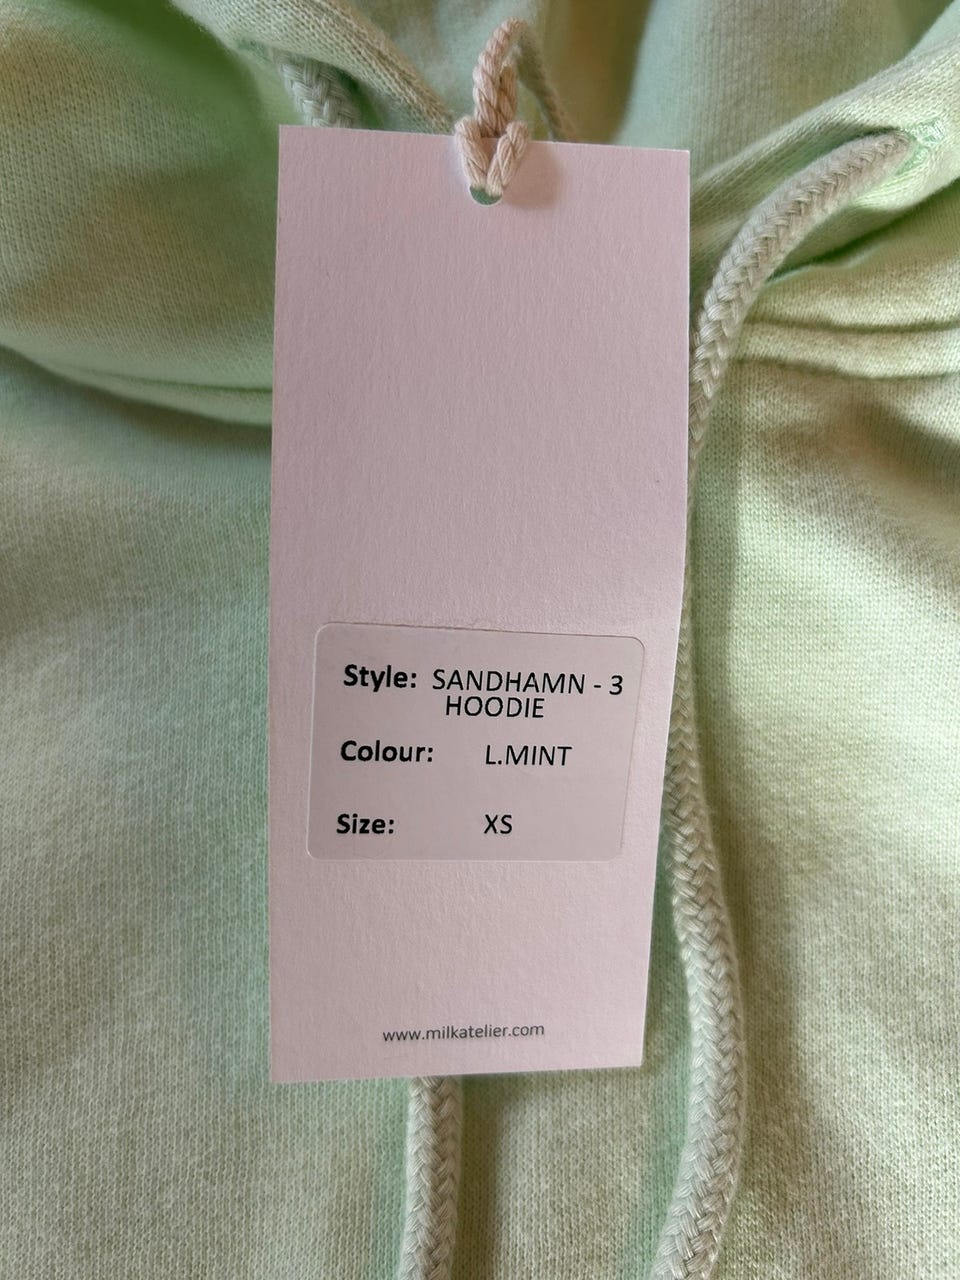 Style: SANDHAMN - 3
HOODIE
Colour: L.MINT
Size: XS
www.milkatelier.com